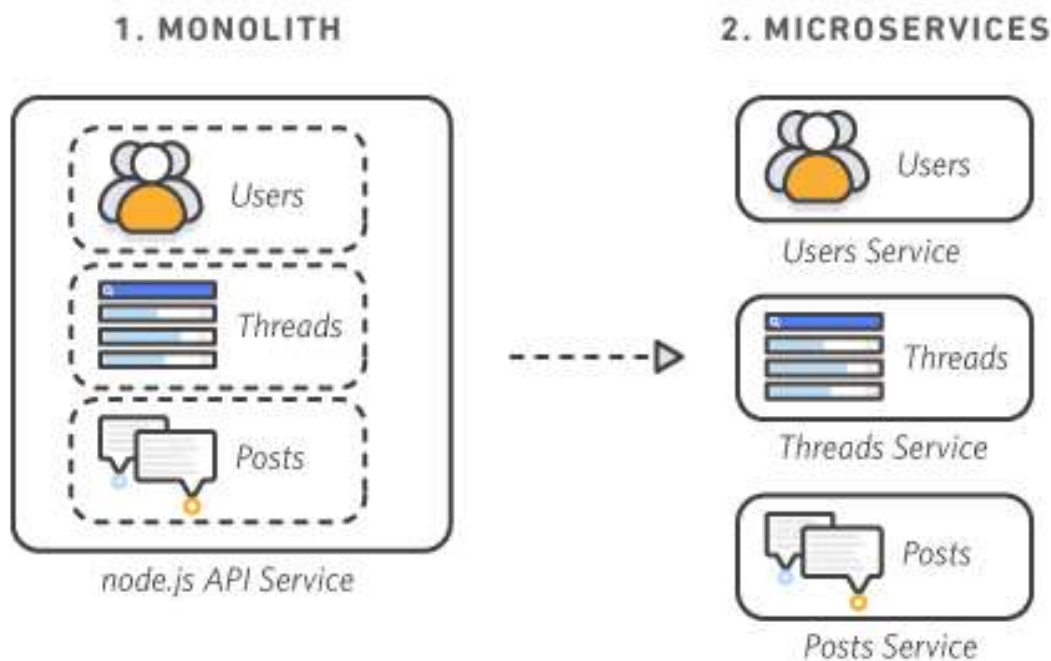 1. MONOLITH
Users
Threads
Posts
node.js API Service
2. MICROSERVICES
Users
Users Service
Threads
Threads Service
Posts
Posts Service